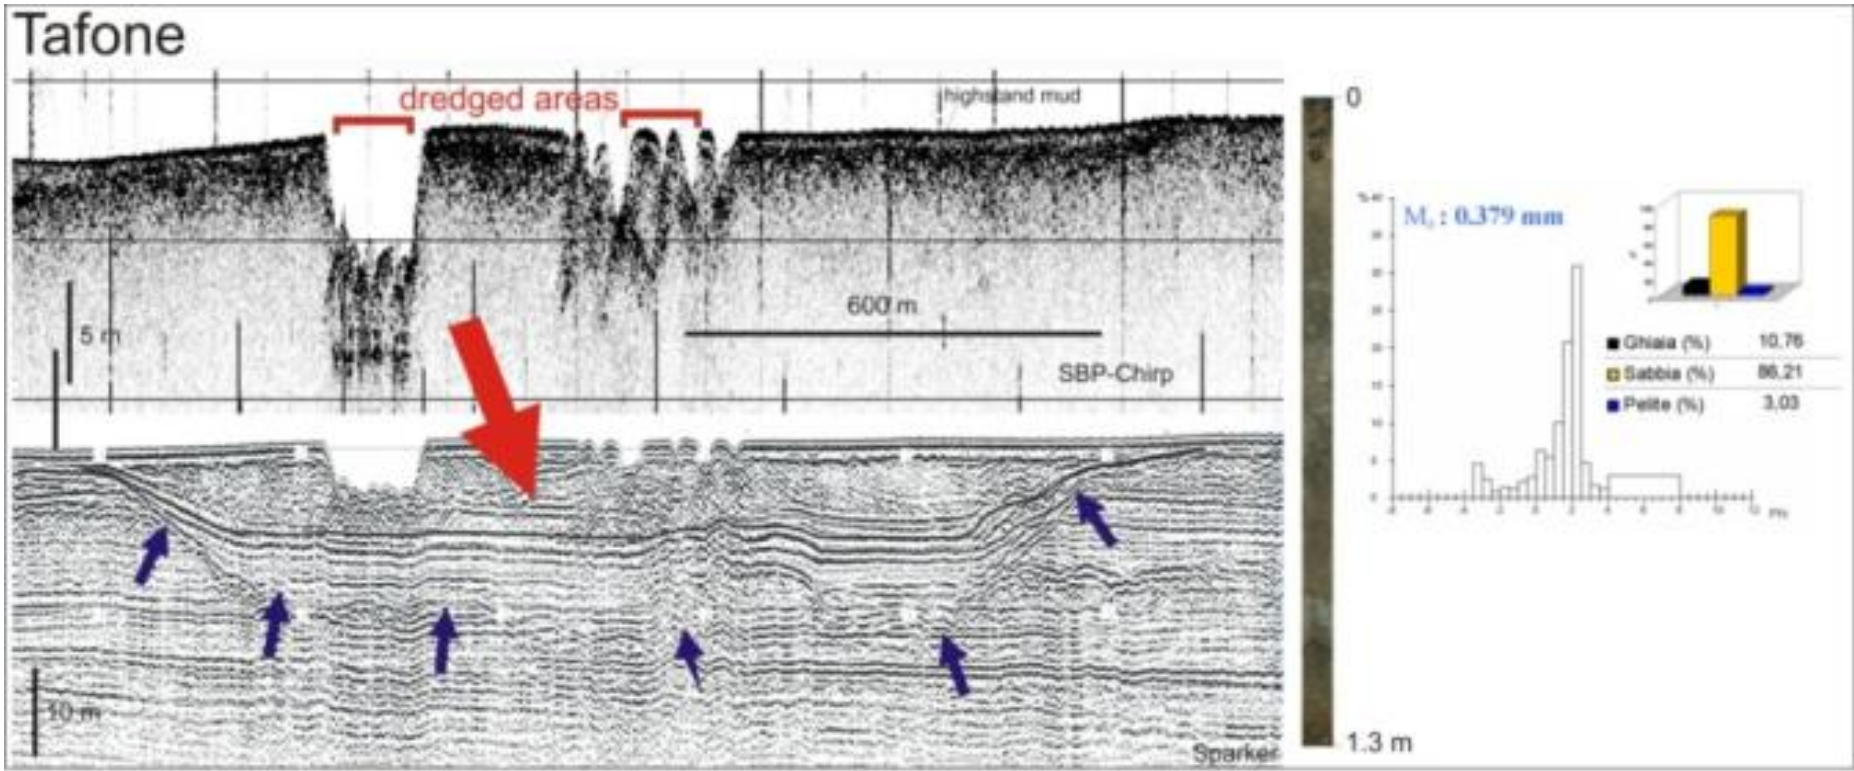 Tafone
dredged areas
highstand mud
5 m
600 m
SBP-Chirp
10 m
Sparker
0
1.3 m
: 0.379 mm
Ghiaia (%) 10,76
Sabbia (%) 86,21
Pelite (%) 3,03